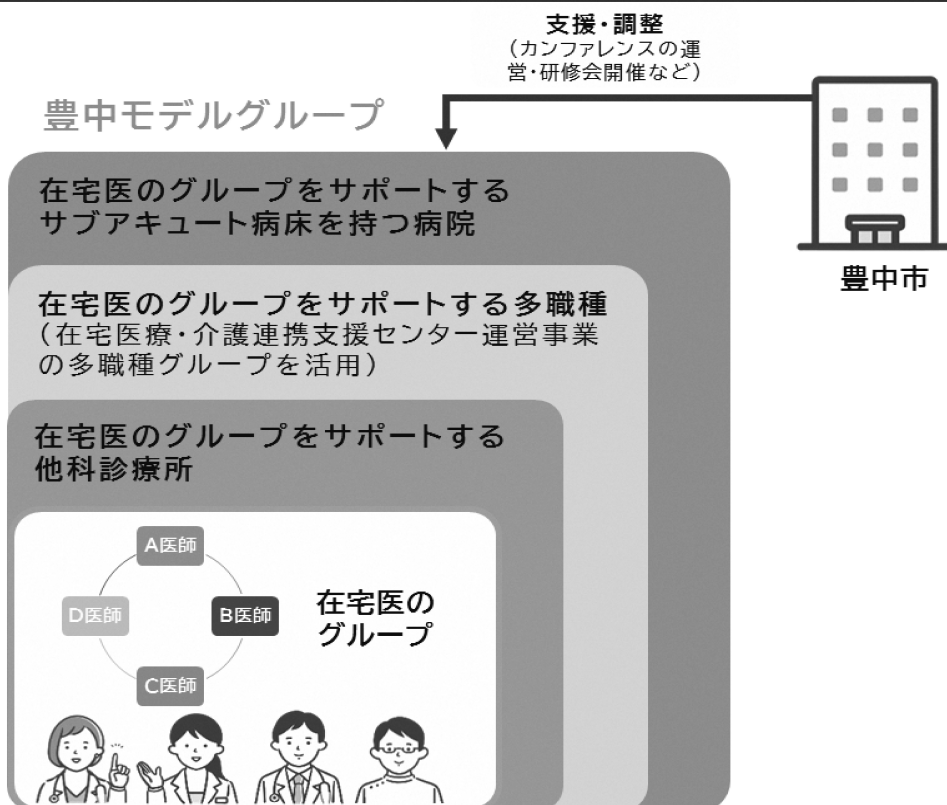 支援・調整
（カンファレンスの運
営・研修会開催など）
豊中モデルグループ
在宅医のグループをサポートする
サブアキュート病床を持つ病院
豊中市
在宅医のグループをサポートする多職種
（在宅医療・介護連携支援センター運営事業
の多職種グループを活用）
在宅医のグループをサポートする
他科診療所
A医師
D医師
B医師
C医師
在宅医の
グループ